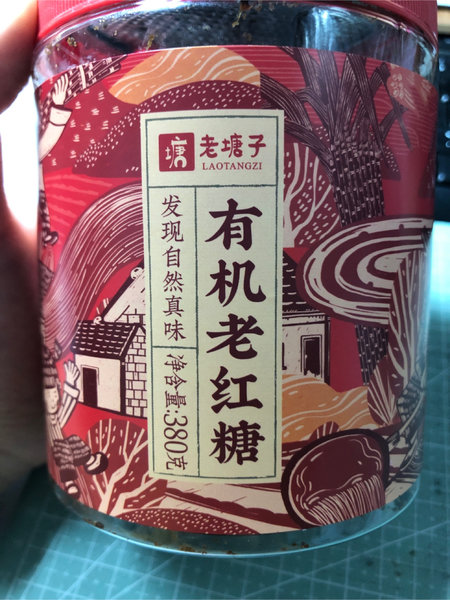 塘 老塘子
LAOTANGZI
有机老红糖
发现自然真味
净含量:380克